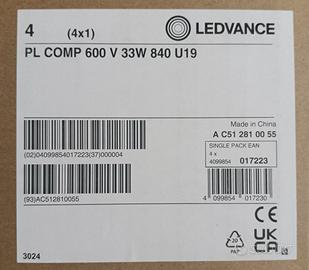 4 (4x1)
LEDVANCE
PL COMP 600 V 33W 840 U19
Made in China
A C51 281 00 55
SINGLE PACK EAN
4 x
4099854 017223
(02)04099854017223(37)000004
(93)AC512810055
4 099854 017230
20
PAP
UK
CA
3024